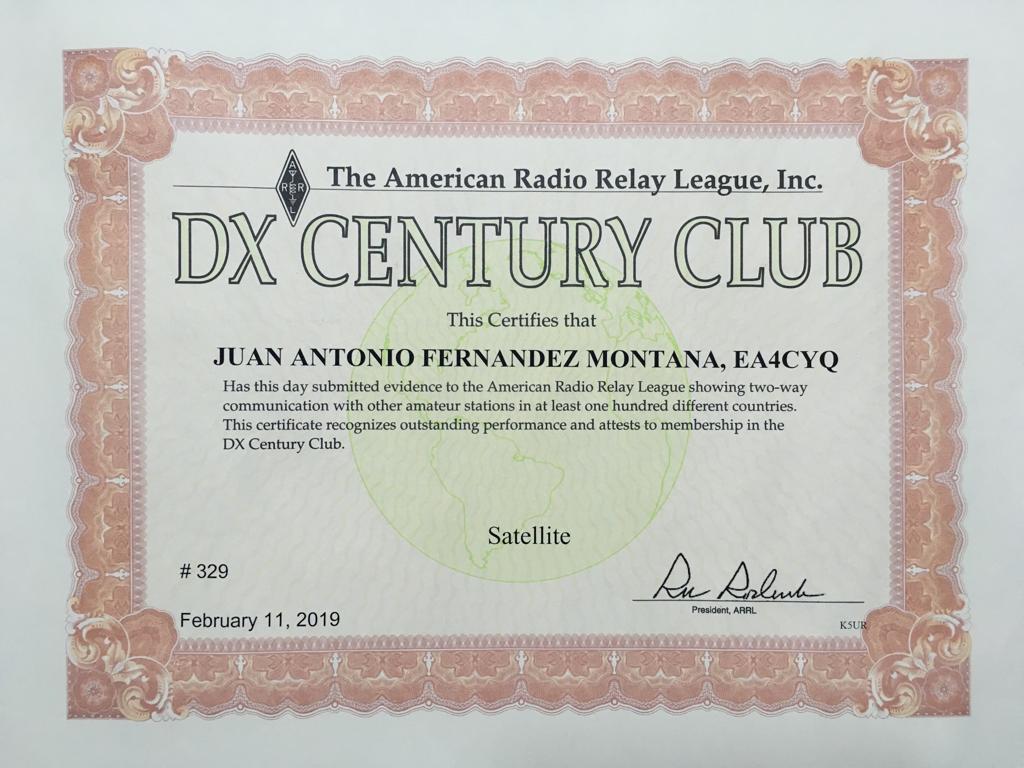 The American Radio Relay League, Inc.
ARRL
DX CENTURY CLUB
This Certifies that
JUAN ANTONIO FERNANDEZ MONTANA, EA4CYQ
Has this day submitted evidence to the American Radio Relay League showing two-way
communication with other amateur stations in at least one hundred different countries.
This certificate recognizes outstanding performance and attests to membership in the
DX Century Club.
Satellite
# 329
President, ARRL
February 11, 2019
K5UR